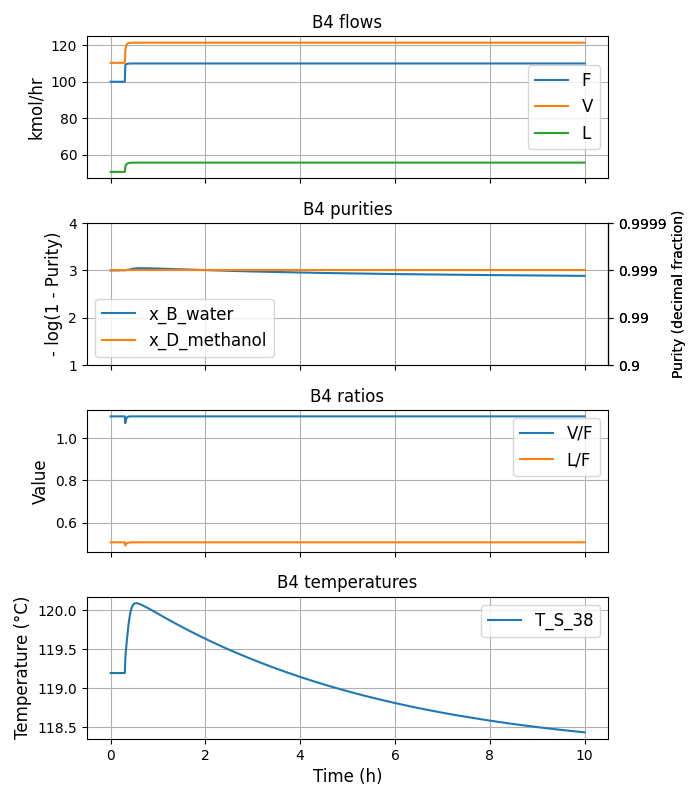 B4 flows
kmol/hr
120
100
80
60
F
V
L
B4 purities
- log(1 - Purity)
4
3
2
1
x_B_water
x_D_methanol
0.9999
0.999
0.99
0.9
Purity (decimal fraction)
B4 ratios
Value
1.0
0.8
0.6
V/F
L/F
B4 temperatures
Temperature (°C)
120.0
119.5
119.0
118.5
T_S_38
0 2 4 6 8 10
Time (h)